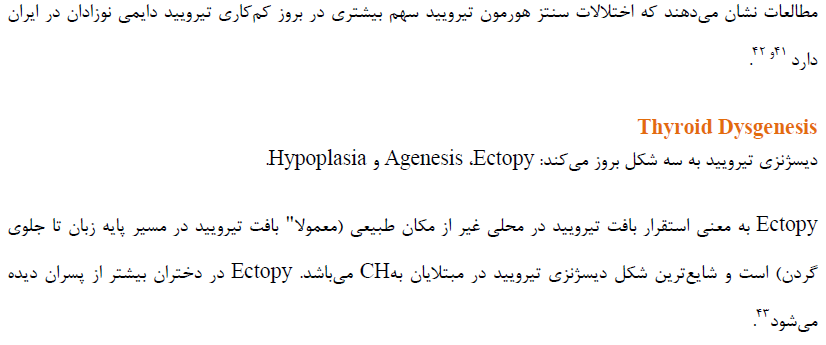 مطالعات نشان می‌دهند که اختلالات سنتز هورمون تیرویید سهم بیشتری در بروز کم‌کاری تیرویید دایمی نوزادان در ایران
دارد ۴۱و ۴۲.
Thyroid Dysgenesis
دیسژنزی تیرویید به سه شکل بروز می‌کند: Agenesis ،Ectopy و Hypoplasia.
Ectopy به معنی استقرار بافت تیرویید در محلی غیر از مکان طبیعی (معمولا" بافت تیرویید در مسیر پایه زبان تا جلوی
گردن) است و شایع‌ترین شکل دیسژنزی تیرویید در مبتلایان بهCH می‌باشد. Ectopy در دختران بیشتر از پسران دیده
می‌شود۴۳.